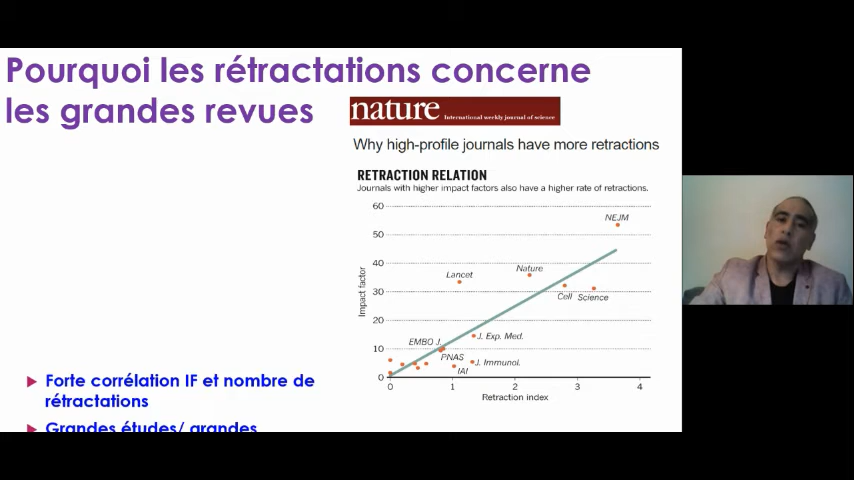 Pourquoi les rétractations concerne
les grandes revues
nature International weekly journal of science
Why high-profile journals have more retractions
RETRACTION RELATION
Journals with higher impact factors also have a higher rate of retractions.
60
50
40
30
20
10
0
Impact factor
NEJM
Nature
Lancet
Cell Science
J. Exp. Med.
EMBO J.
PNAS
J. Immunol.
IAI
0 1 2 3 4
Retraction index
Forte corrélation IF et nombre de
rétractations
Grandes études/ grandes